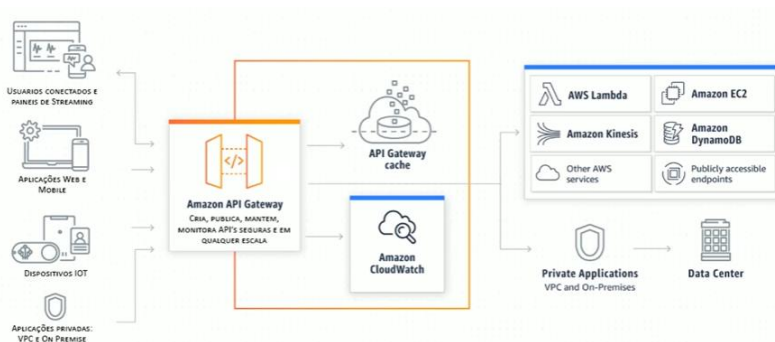 USUARIOS CONECTADOS E
PAINEIS DE STREAMING
APLICAÇÕES WEB E
MOBILE
DISPOSITIVOS IOT
APLICAÇÕES PRIVADAS:
VPC E ON PREMISE
</>
Amazon API Gateway
CRIA, PUBLICA, MANTEM,
MONITORA API'S SEGURAS E EM
QUALQUER ESCALA
API Gateway
cache
Amazon
CloudWatch
AWS Lambda
Amazon EC2
Amazon Kinesis
Amazon
DynamoDB
Other AWS
services
Publicly accessible
endpoints
Private Applications
VPC and On-Premises
Data Center